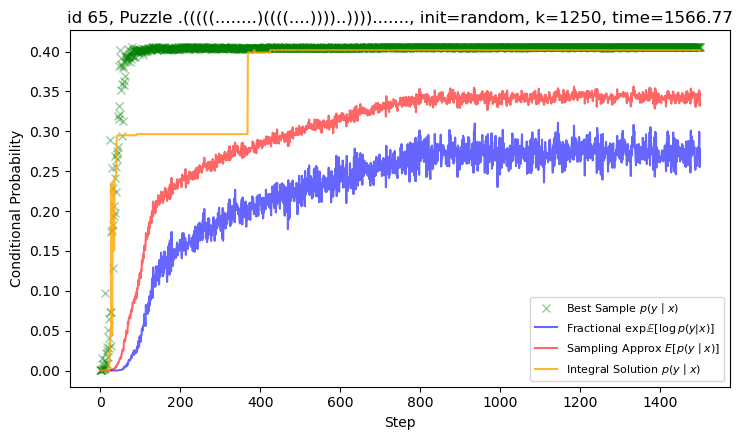 id 65, Puzzle .(((((........)((((....))))..))))......., init=random, k=1250, time=1566.77
Conditional Probability
0.40
0.35
0.30
0.25
0.20
0.15
0.10
0.05
0.00
Best Sample p(y | x)
Fractional exp𝔼[log p(y|x)]
Sampling Approx E[p(y | x)]
Integral Solution p(y | x)
0 200 400 600 800 1000 1200 1400
Step